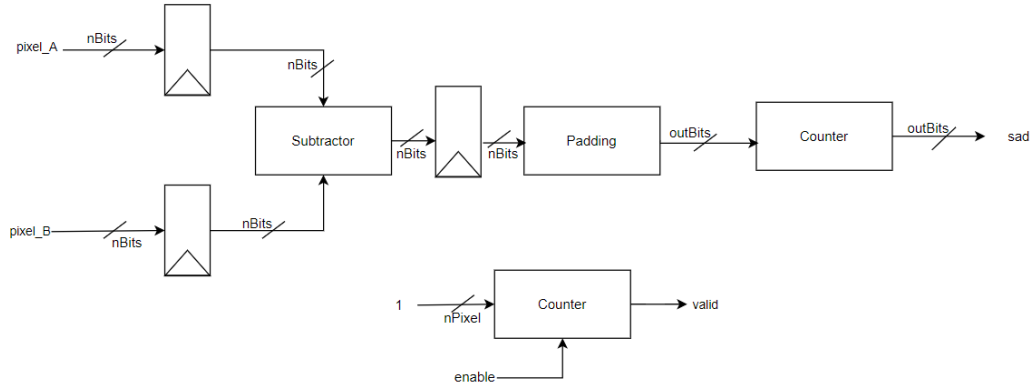 pixel_A
nBits
nBits
Subtractor
nBits
nBits
Padding
outBits
Counter
outBits
sad
pixel_B
nBits
nBits
1
nPixel
Counter
valid
enable